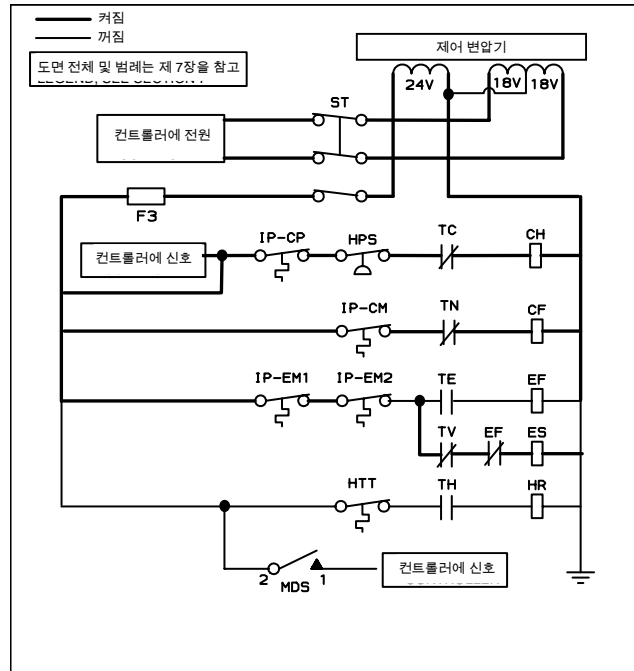 켜짐
꺼짐
도면 전체 및 범례는 제 7장을 참고
제어 변압기
24V
18V
18V
ST
컨트롤러에 전원
F3
IP-CP
HPS
TC
CH
컨트롤러에 신호
IP-CM
TN
CF
IP-EM1
IP-EM2
TE
EF
TV
EF
ES
HTT
TH
HR
2
1
MDS
컨트롤러에 신호